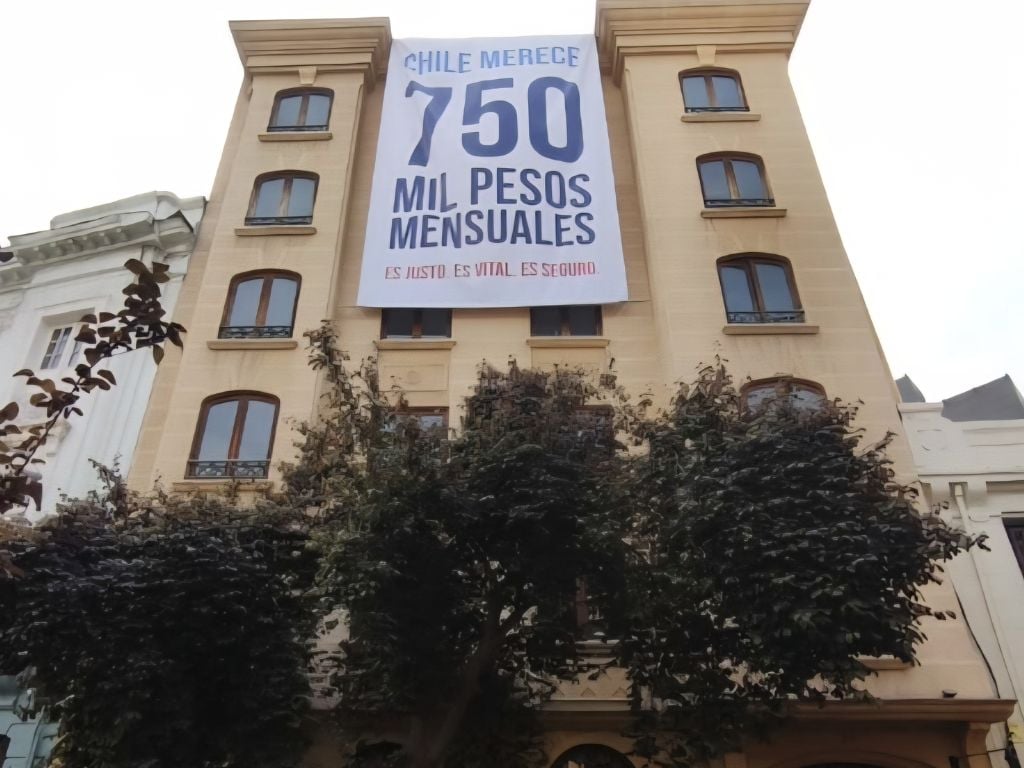 CHILE MERECE
750
MIL PESOS
MENSUALES
ES JUSTO. ES VITAL. ES SEGURO.